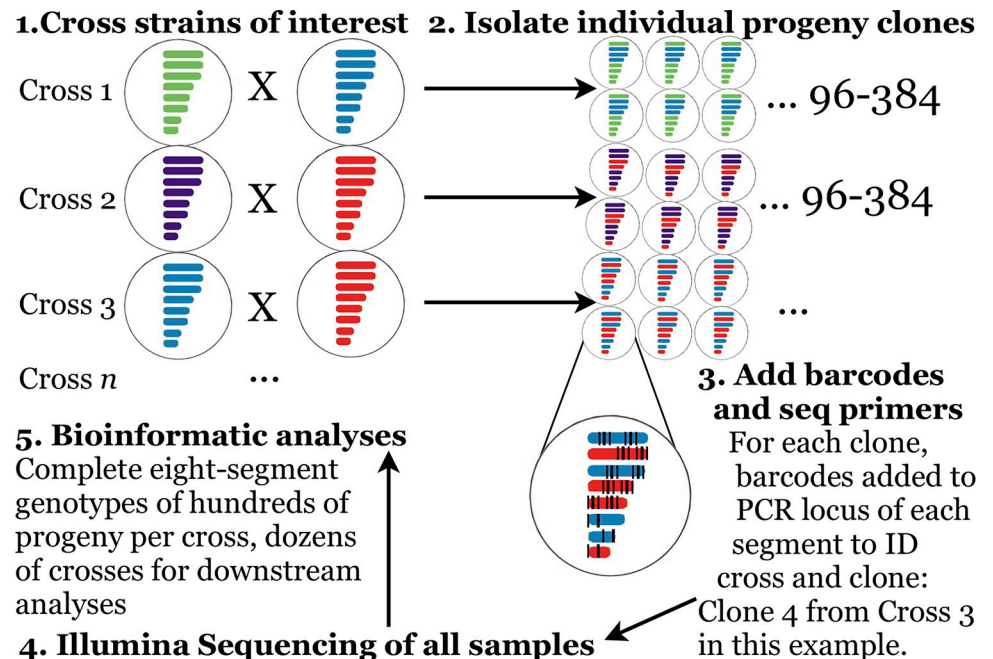 1.Cross strains of interest
2. Isolate individual progeny clones
Cross 1
X
... 96-384
Cross 2
X
... 96-384
Cross 3
X
...
Cross n
...
3. Add barcodes
and seq primers
For each clone,
barcodes added to
PCR locus of each
segment to ID
cross and clone:
Clone 4 from Cross 3
in this example.
5. Bioinformatic analyses
Complete eight-segment
genotypes of hundreds of
progeny per cross, dozens
of crosses for downstream
analyses
4. Illumina Sequencing of all samples